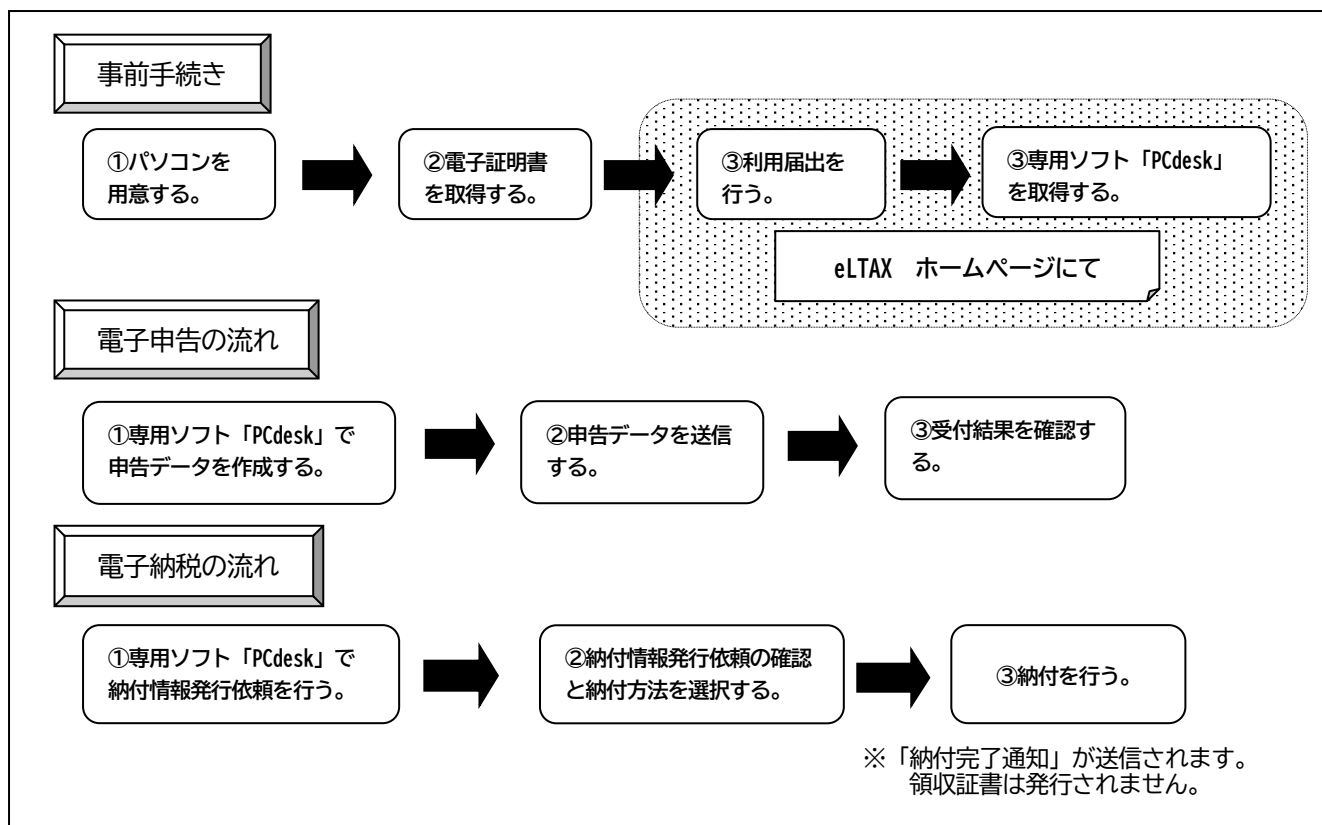 事前手続き
①パソコンを
用意する。
②電子証明書
を取得する。
③利用届出を
行う。
③専用ソフト「PCdesk」
を取得する。
eLTAX　ホームページにて
電子申告の流れ
①専用ソフト「PCdesk」で
申告データを作成する。
②申告データを送信
する。
③受付結果を確認す
る。
電子納税の流れ
①専用ソフト「PCdesk」で
納付情報発行依頼を行う。
②納付情報発行依頼の確認
と納付方法を選択する。
③納付を行う。
※「納付完了通知」が送信されます。
領収証書は発行されません。